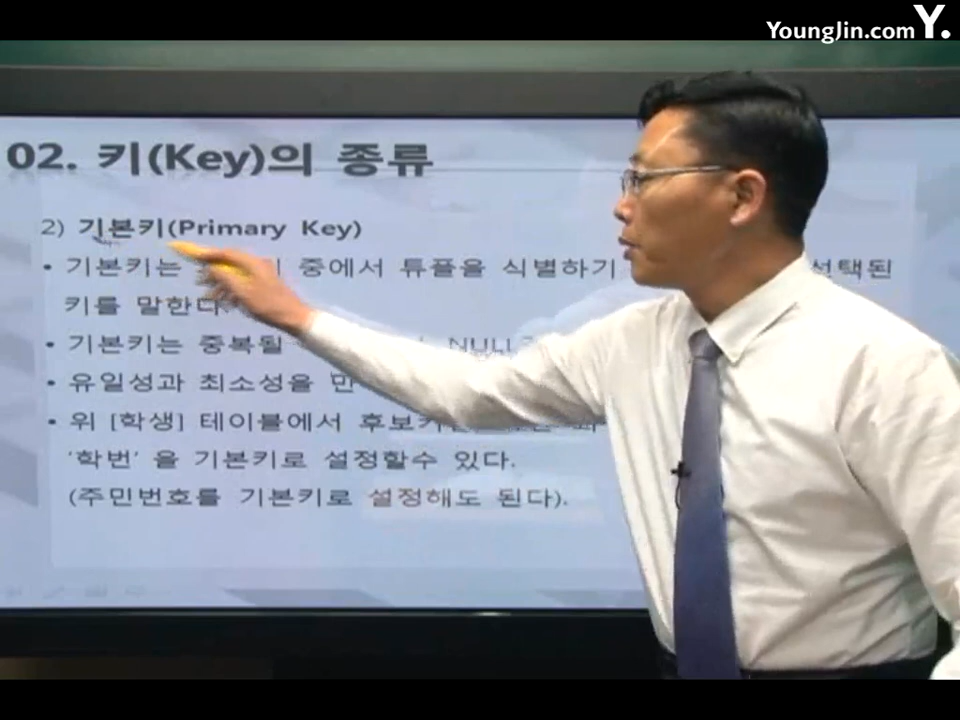 YoungJin.com Y.
02. 키(Key)의 종류
2) 기본키(Primary Key)
• 기본키는 중에서 튜플을 식별하기 선택된
키를 말한다.
• 기본키는 중복될 NULL
• 유일성과 최소성을 만
• 위 [학생] 테이블에서 후보키
'학번' 을 기본키로 설정할수 있다.
(주민번호를 기본키로 설정해도 된다).